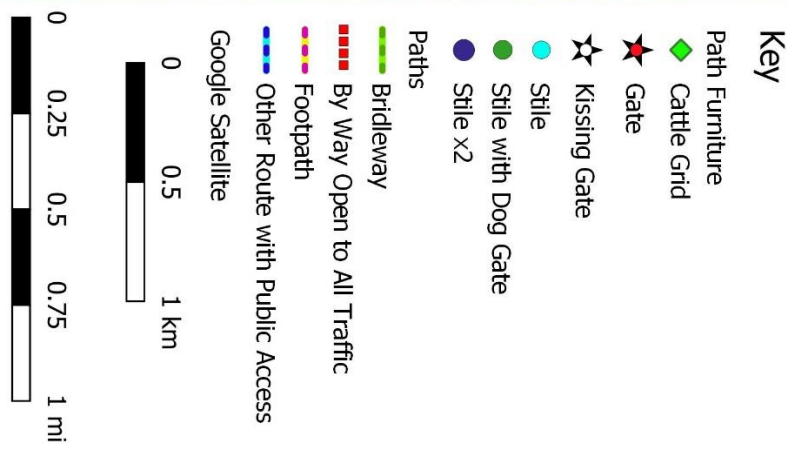 Key
Path Furniture
Cattle Grid
Gate
Kissing Gate
Stile
Stile with Dog Gate
Stile x2
Paths
Bridleway
By Way Open to All Traffic
Footpath
Other Route with Public Access
Google Satellite
0 0.5 1 km
0 0.25 0.5 0.75 1 mi